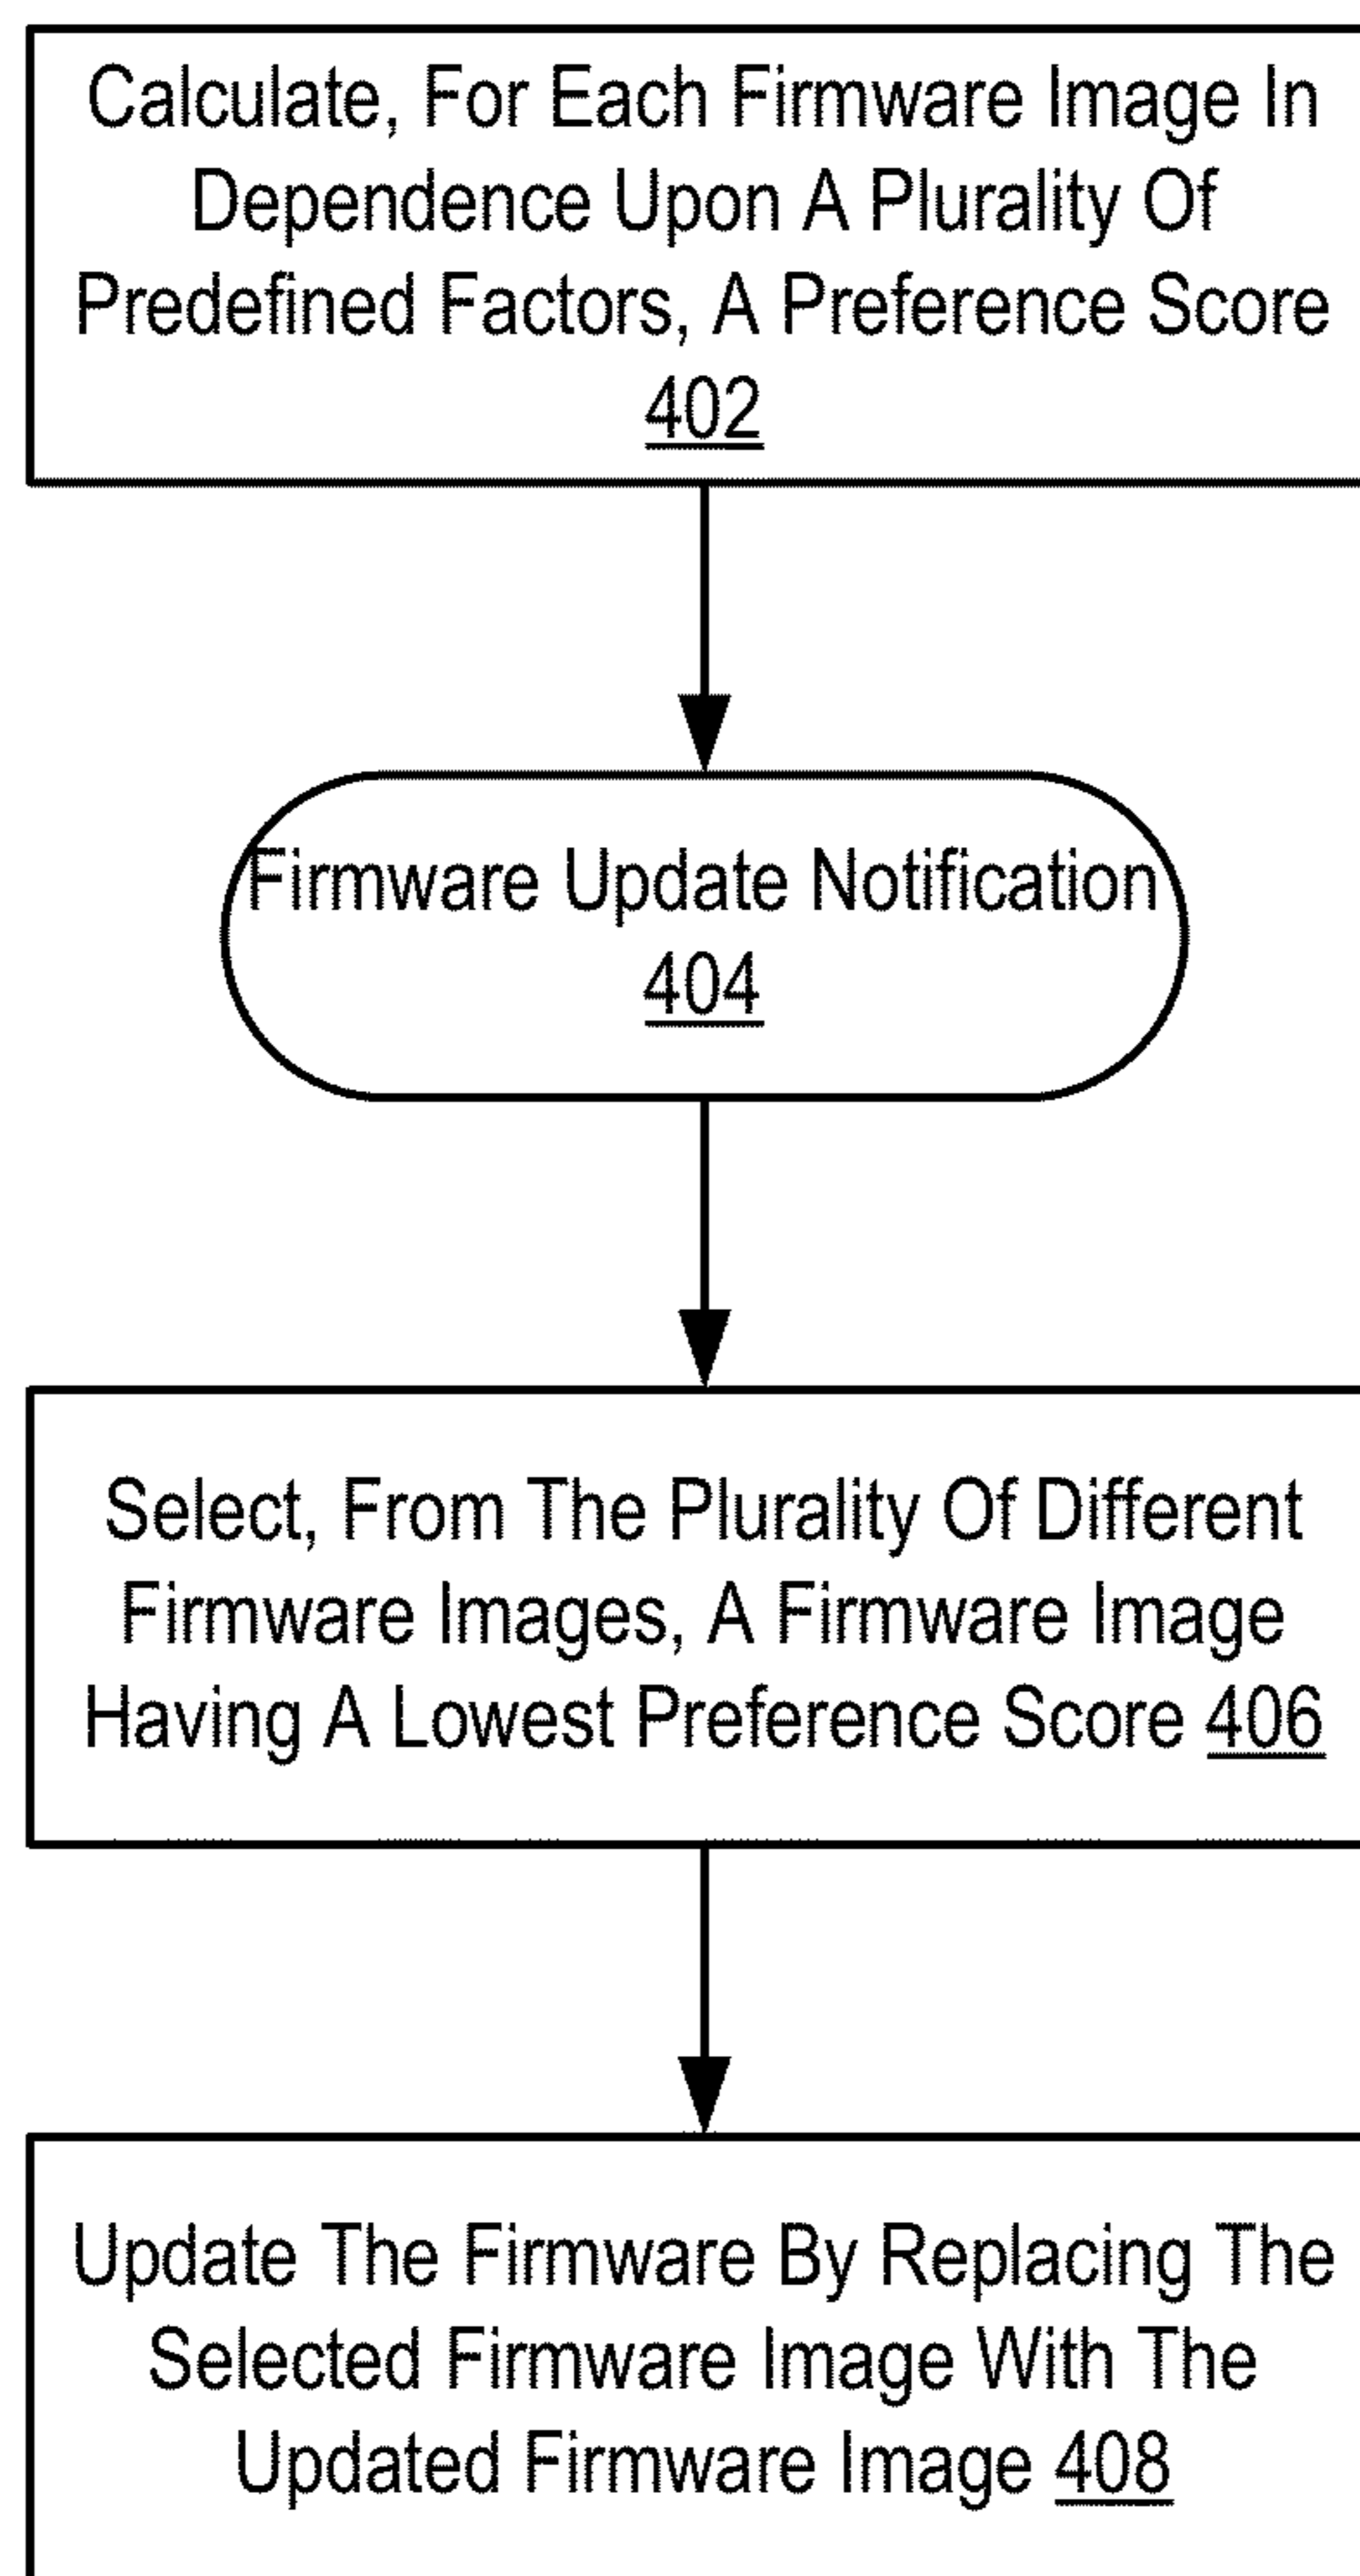 Calculate, For Each Firmware Image In
Dependence Upon A Plurality Of
Predefined Factors, A Preference Score
402
Firmware Update Notification
404
Select, From The Plurality Of Different
Firmware Images, A Firmware Image
Having A Lowest Preference Score 406
Update The Firmware By Replacing The
Selected Firmware Image With The
Updated Firmware Image 408